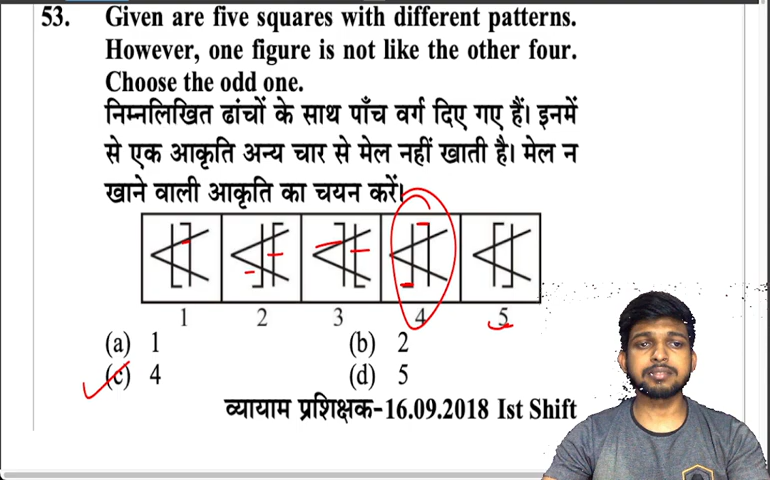 53. Given are five squares with different patterns.
However, one figure is not like the other four.
Choose the odd one.
निम्नलिखित ढांचों के साथ पाँच वर्ग दिए गए हैं। इनमें
से एक आकृति अन्य चार से मेल नहीं खाती है। मेल न
खाने वाली आकृति का चयन करें।
1 2 3 4 5
(a) 1 (b) 2
(c) 4 (d) 5
व्यायाम प्रशिक्षक-16.09.2018 Ist Shift